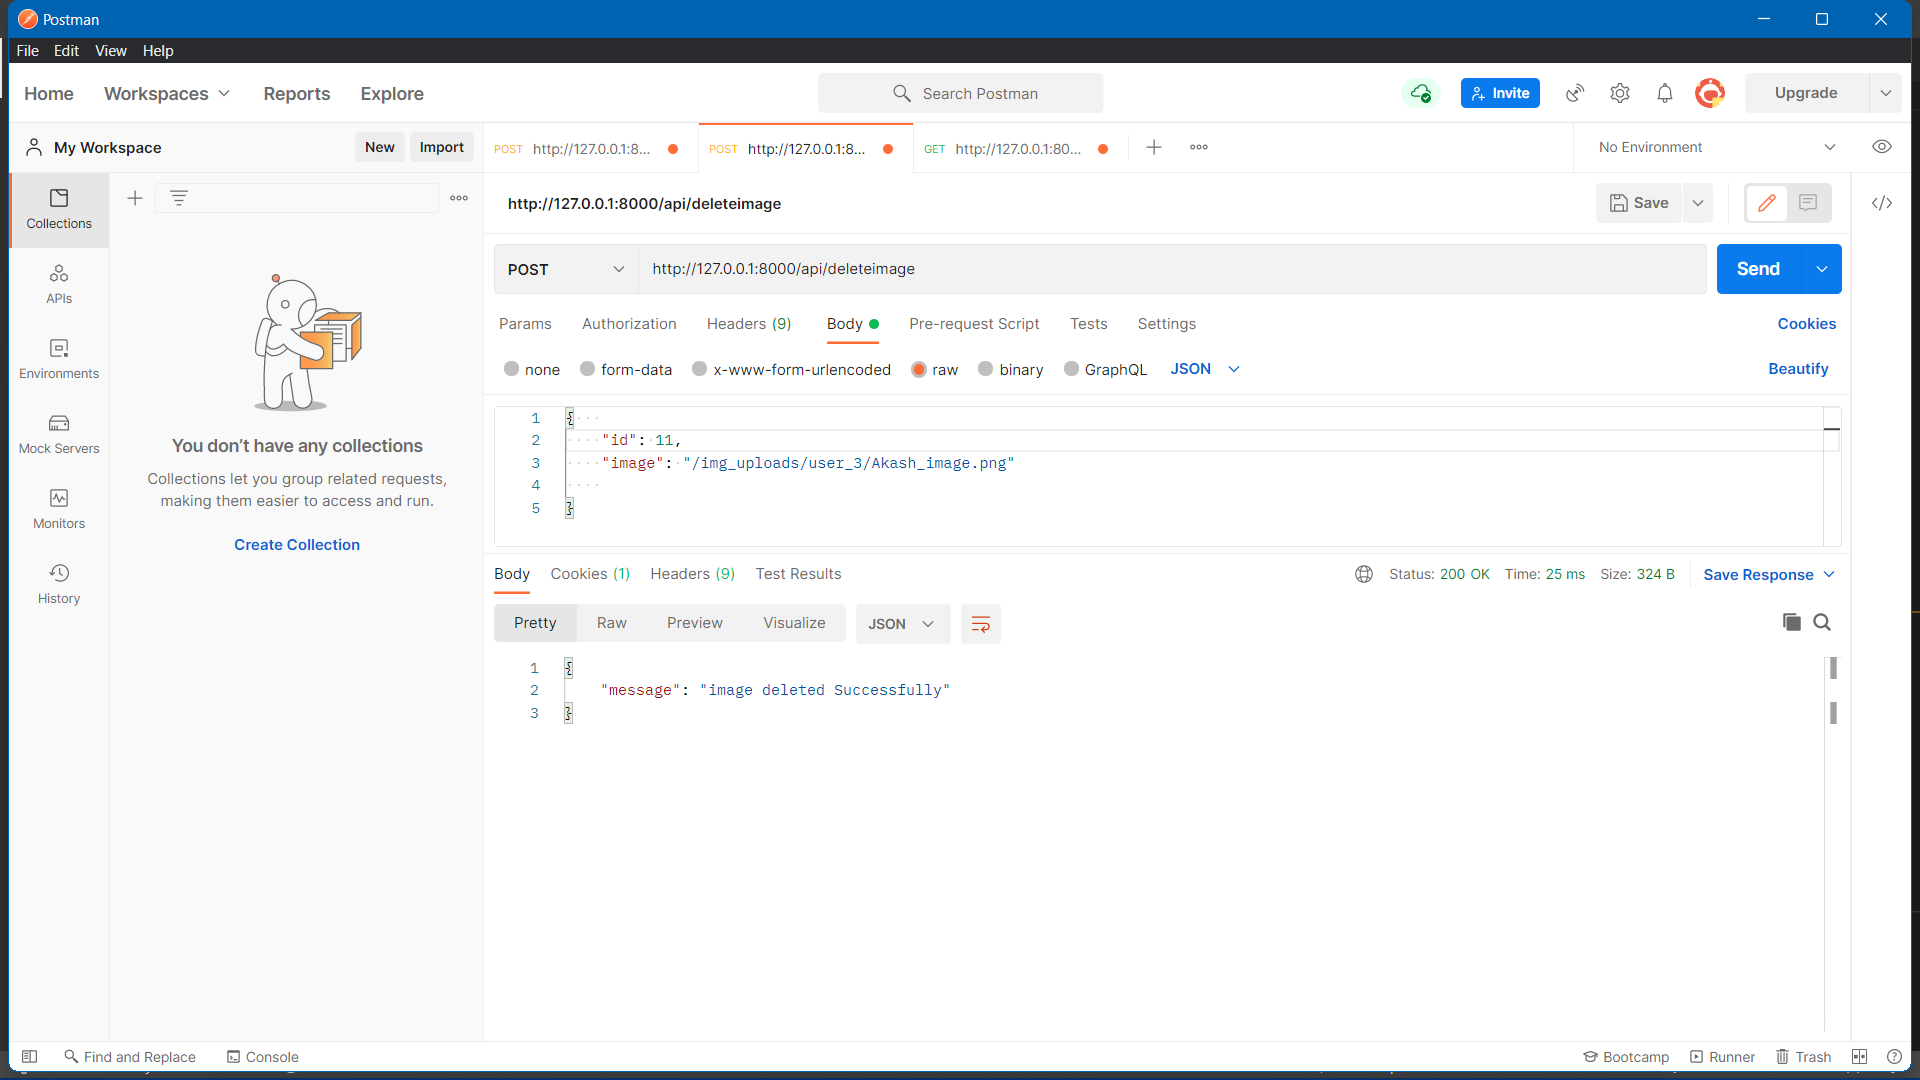 Postman
File Edit View Help
Home Workspaces Reports Explore Search Postman Invite Upgrade
My Workspace New Import POST http://127.0.0.1:8... POST http://127.0.0.1:8... GET http://127.0.0.1:80... No Environment
Collections
http://127.0.0.1:8000/api/deleteimage Save
POST http://127.0.0.1:8000/api/deleteimage Send
APIs
Params Authorization Headers (9) Body Pre-request Script Tests Settings Cookies
Environments
none form-data x-www-form-urlencoded raw binary GraphQL JSON Beautify
Mock Servers
1 {
2 "id": 11,
3 "image": "/img_uploads/user_3/Akash_image.png"
4
5 }
You don't have any collections
Collections let you group related requests,
making them easier to access and run.
Create Collection
Monitors
History
Body Cookies (1) Headers (9) Test Results Status: 200 OK Time: 25 ms Size: 324 B Save Response
Pretty Raw Preview Visualize JSON
1 {
2 "message": "image deleted Successfully"
3 }
Find and Replace Console Bootcamp Runner Trash